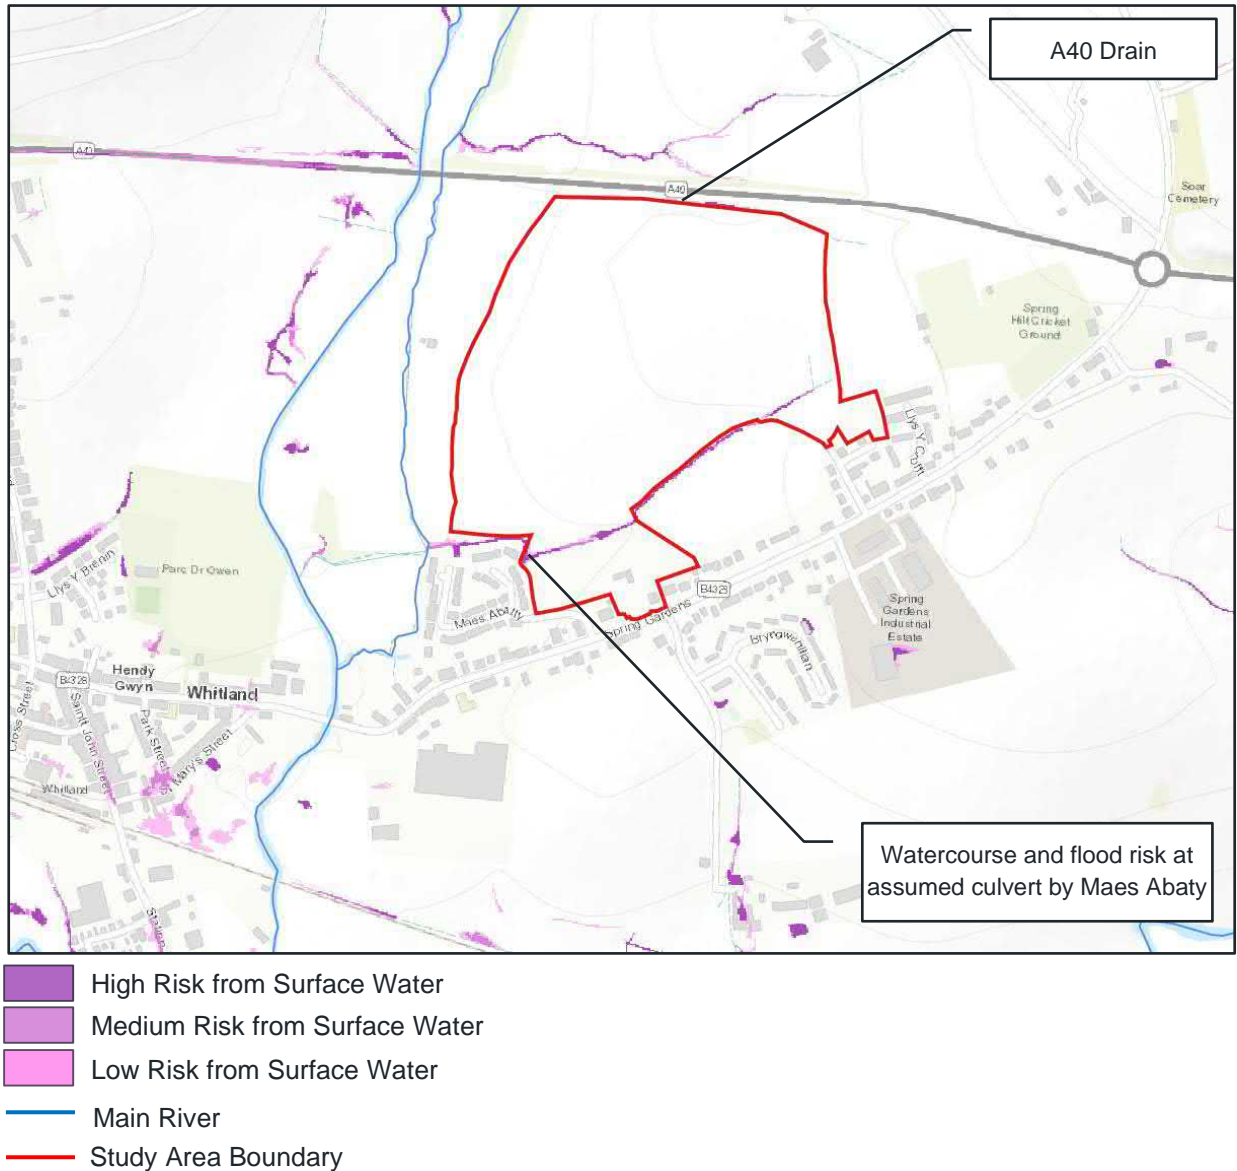 A40 Drain
A40
A40
Soar
Cemetery
Spring
Hill Cricket
Ground
Llys Y Crofft
Llys Y Brenin
Parc Dr Owen
Maes Abaty
B4328
Spring Gardens
Spring
Gardens
Industrial
Estate
Bryngwenllian
Hendy
Gwyn
Whitland
B4328
Cross Street
Saint John Street
Park Street
Mary's Street
Whitland
Station
Watercourse and flood risk at
assumed culvert by Maes Abaty
High Risk from Surface Water
Medium Risk from Surface Water
Low Risk from Surface Water
Main River
Study Area Boundary